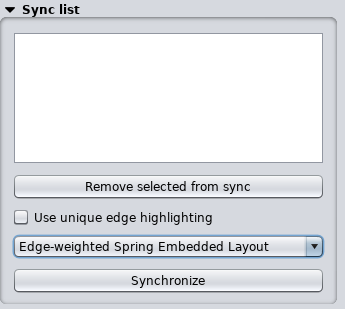 Sync list
Remove selected from sync
Use unique edge highlighting
Edge-weighted Spring Embedded Layout
Synchronize